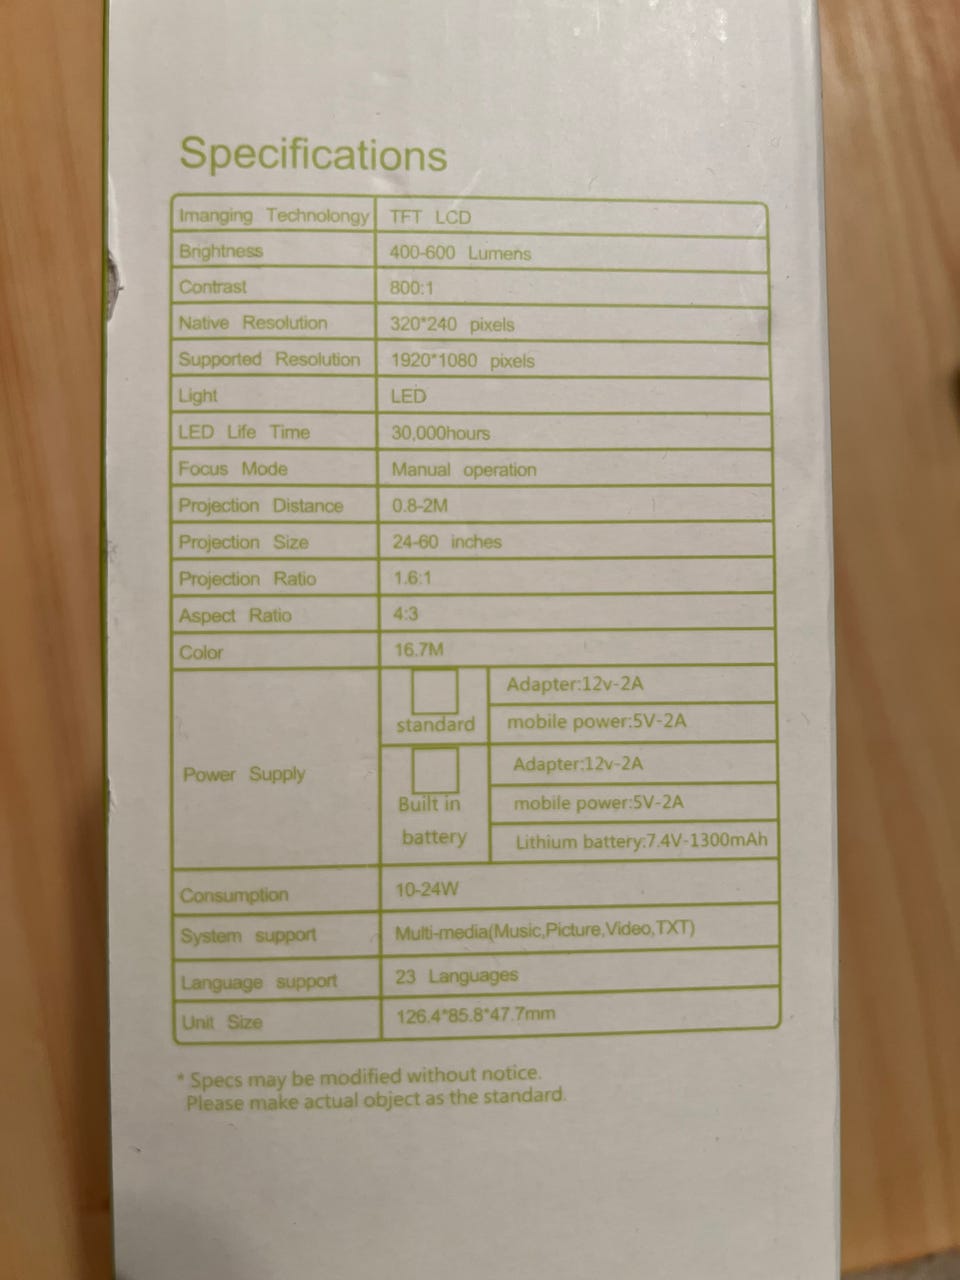 Specifications
Imanging Technolongy TFT LCD
Brightness 400-600 Lumens
Contrast 800:1
Native Resolution 320*240 pixels
Supported Resolution 1920*1080 pixels
Light LED
LED Life Time 30,000hours
Focus Mode Manual operation
Projection Distance 0.8-2M
Projection Size 24-60 inches
Projection Ratio 1.6:1
Aspect Ratio 4:3
Color 16.7M
Power Supply
standard
Adapter:12v-2A
mobile power:5V-2A
Built in
battery
Adapter:12v-2A
mobile power:5V-2A
Lithium battery:7.4V-1300mAh
Consumption 10-24W
System support Multi-media(Music,Picture,Video,TXT)
Language support 23 Languages
Unit Size 126.4*85.8*47.7mm
* Specs may be modified without notice.
Please make actual object as the standard.